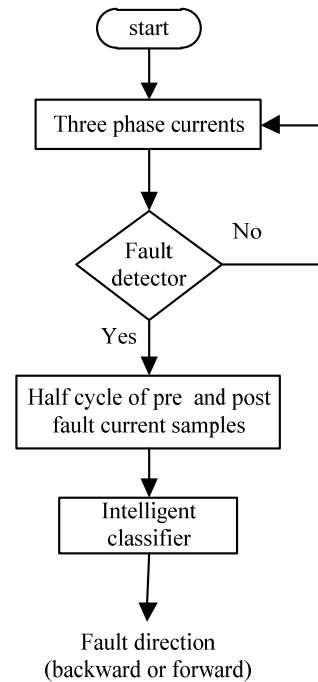 start
Three phase currents
Fault
detector
No
Yes
Half cycle of pre and post
fault current samples
Intelligent
classifier
Fault direction
(backward or forward)